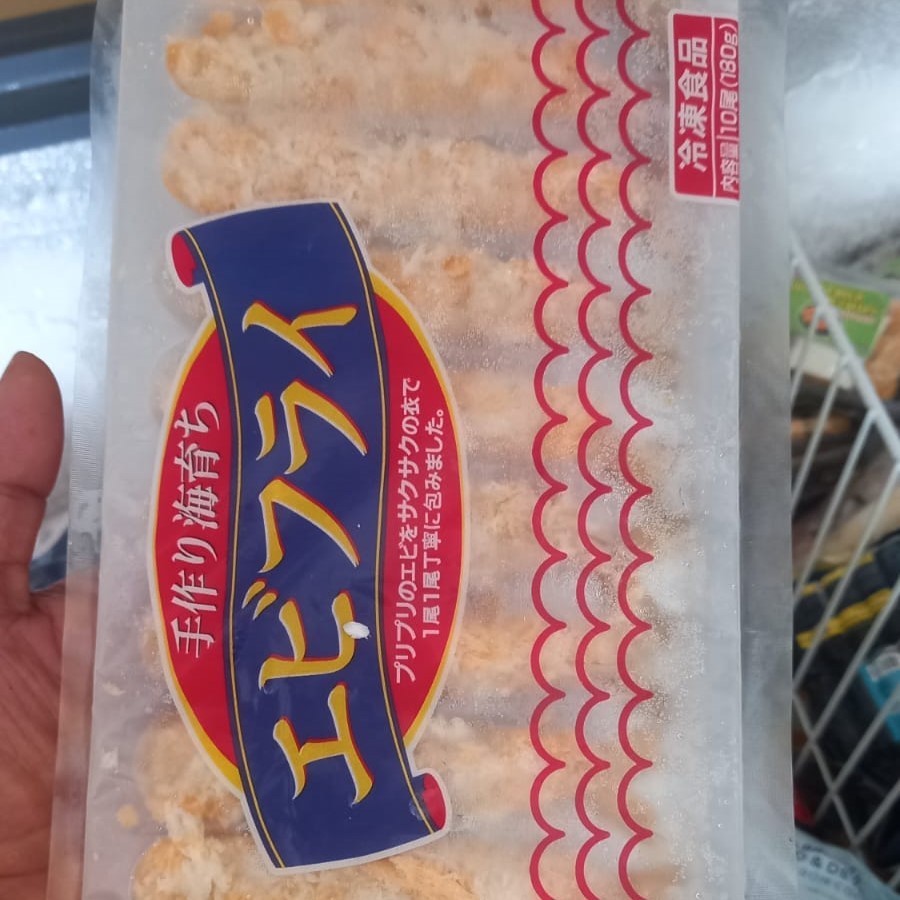 冷凍食品
内容量 10尾(180g)
手作り海育ち
エビフライ
プリプリのエビをサクサクの衣で
1尾1尾丁寧に包みました。